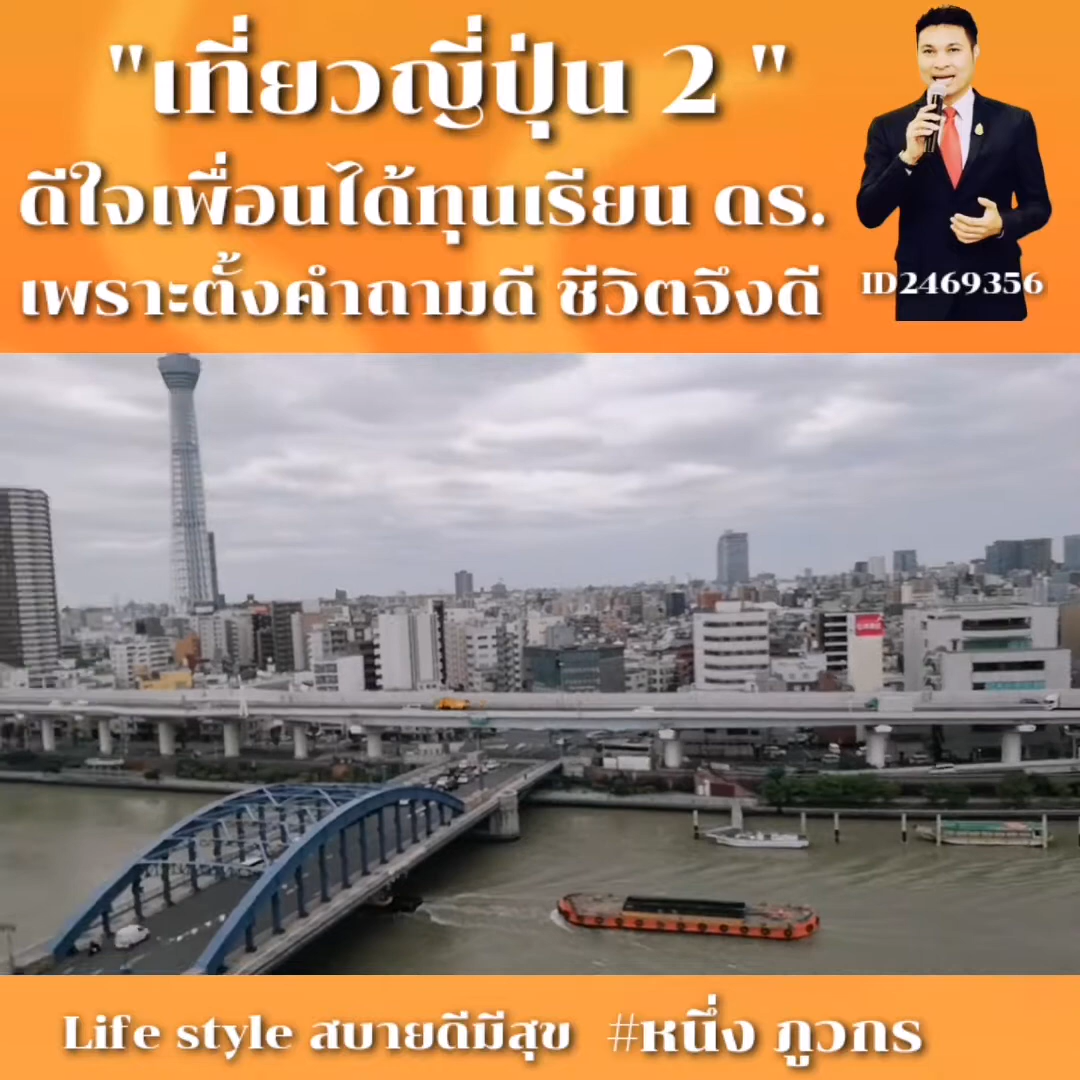 "เที่ยวญี่ปุ่น 2 "
ดีใจเพื่อนได้ทุนเรียน ดร.
เพราะตั้งคำถามดี ชีวิตจึงดี
ID2469356
Life style สบายดีมีสุข #หนึ่ง ภูวกร